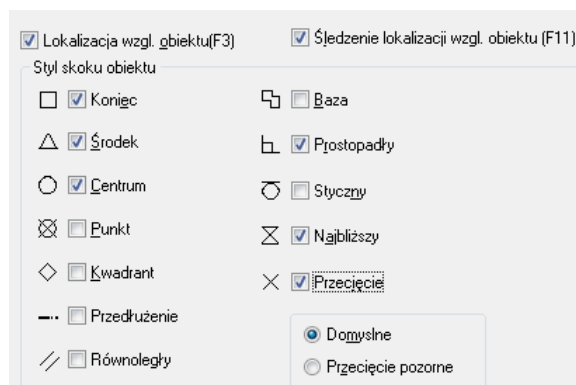 Lokalizacja wzgl. obiektu(F3)
Śledzenie lokalizacji wzgl. obiektu (F11)
Styl skoku obiektu
Koniec
Środek
Centrum
Punkt
Kwadrant
Przedłużenie
Równoległy
Baza
Prostopadły
Styczny
Najbliższy
Przecięcie
Domyslne
Przecięcie pozorne